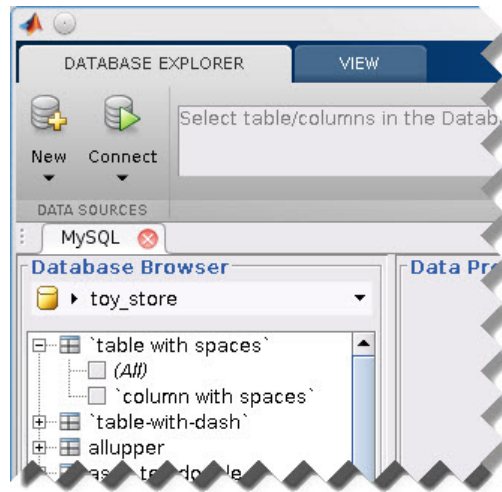 DATABASE EXPLORER
VIEW
New
Connect
Select table/columns in the Datab
DATA SOURCES
MySQL
Database Browser
Data Pr
toy_store
`table with spaces`
(All)
`column with spaces`
`table-with-dash`
allupper